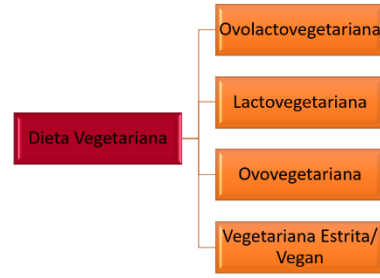 Ovolactovegetariana
Lactovegetariana
Dieta Vegetariana
Ovovegetariana
Vegetariana Estrita/
Vegan